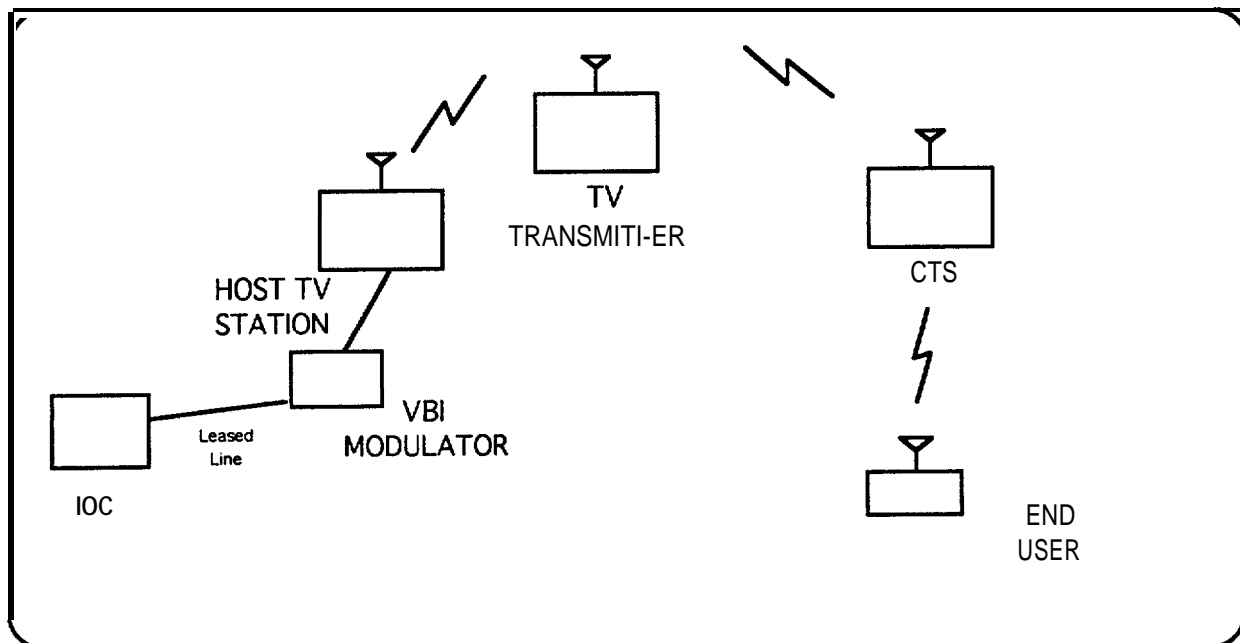 TV
TRANSMITI-ER
CTS
HOST TV
STATION
VBI
MODULATOR
Leased
Line
IOC
END
USER